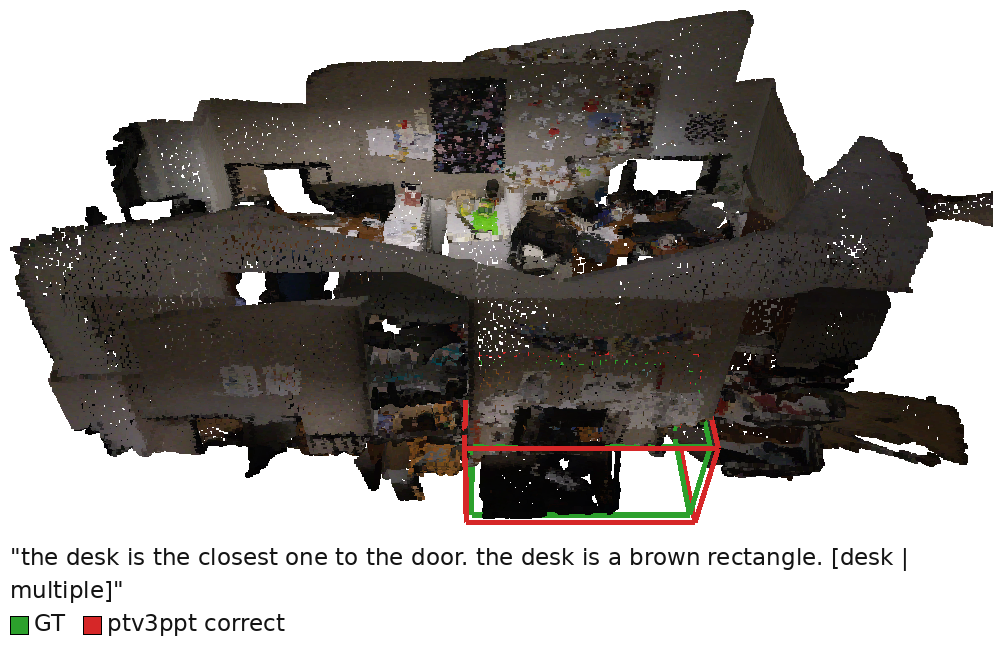 "the desk is the closest one to the door. the desk is a brown rectangle. [desk |
multiple]"
GT ptv3ppt correct